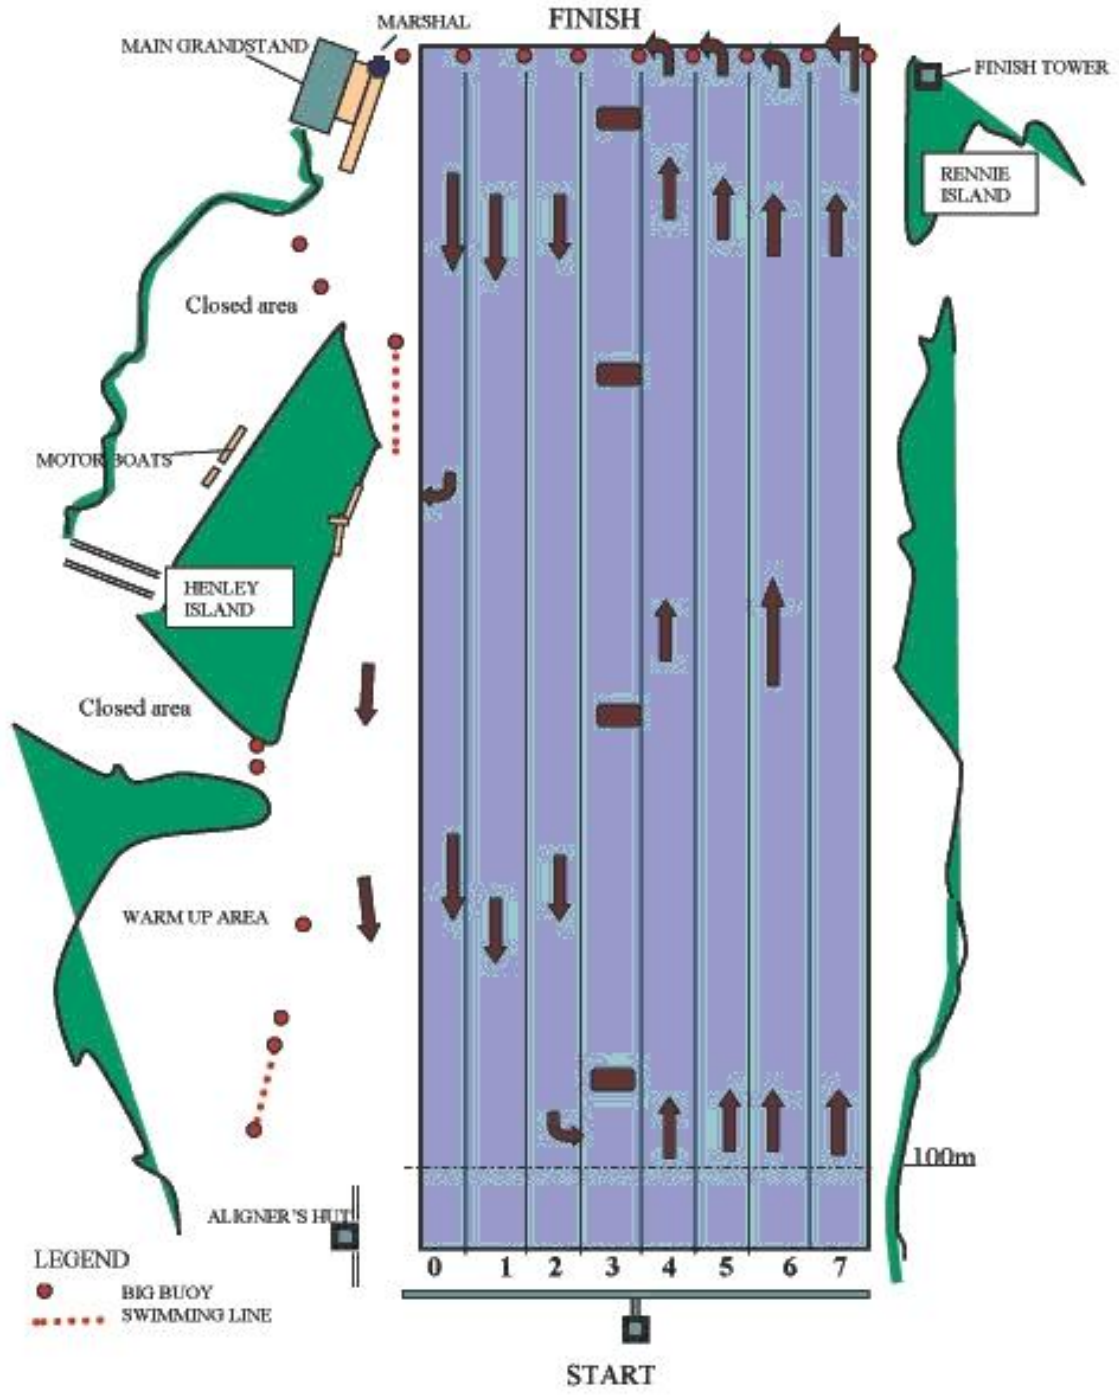 FINISH
MARSHAL
MAIN GRANDSTAND
FINISH TOWER
RENNIE
ISLAND
Closed area
MOTOR BOATS
HENLEY
ISLAND
Closed area
WARM UP AREA
100m
ALIGNER'S HUT
LEGEND
BIG BUOY
SWIMMING LINE
0 1 2 3 4 5 6 7
START